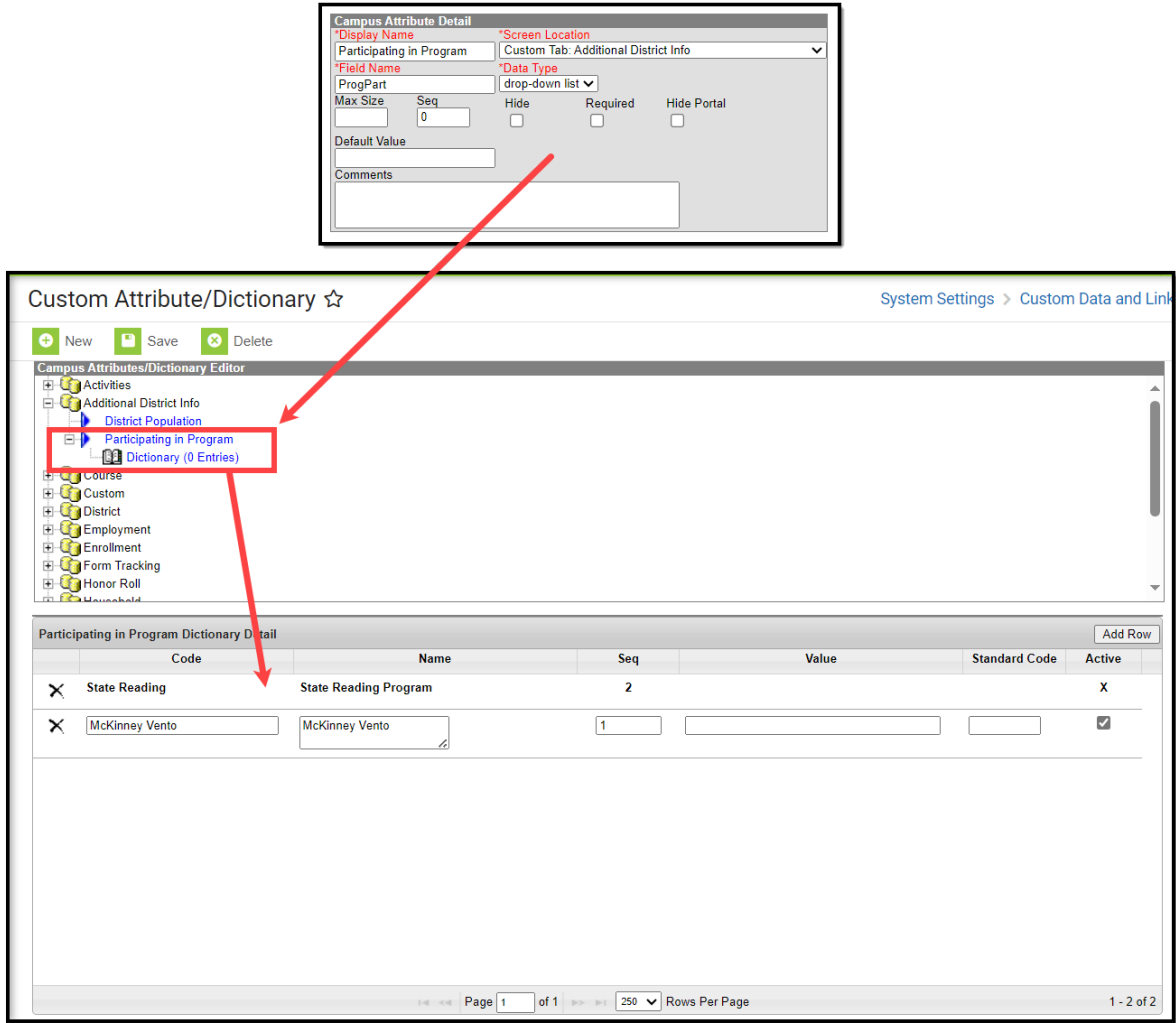 Campus Attribute Detail
*Display Name *Screen Location
Participating in Program Custom Tab: Additional District Info
*Field Name *Data Type
ProgPart drop-down list
Max Size Seq Hide Required Hide Portal
0
Default Value
Comments
Custom Attribute/Dictionary
System Settings > Custom Data and Link
New Save Delete
Campus Attributes/Dictionary Editor
Activities
Additional District Info
District Population
Participating in Program
Dictionary (0 Entries)
Course
Custom
District
Employment
Enrollment
Form Tracking
Honor Roll
Household
Participating in Program Dictionary Detail Add Row
Code Name Seq Value Standard Code Active
State Reading State Reading Program 2 X
McKinney Vento McKinney Vento 1
Page 1 of 1 250 Rows Per Page 1 - 2 of 2